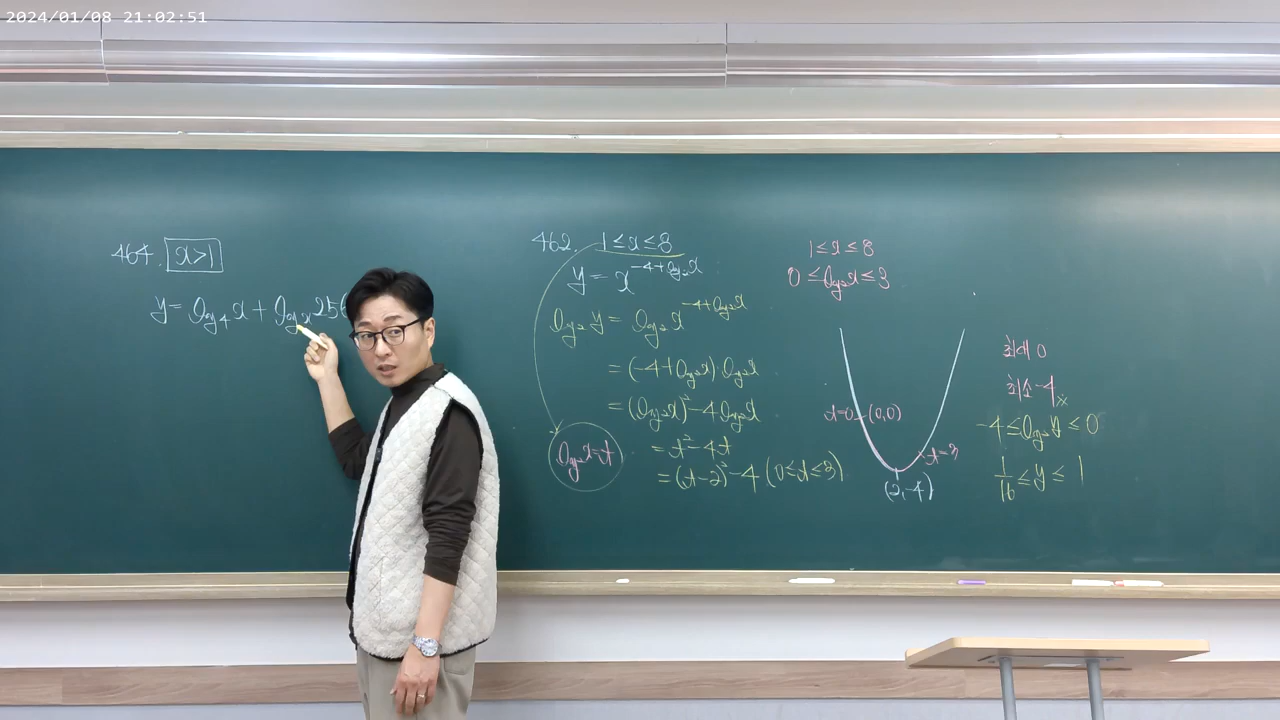 2024/01/08 21:02:51
464. x>1
y = log₄x + logₓ256
462. 1≤x≤8
y = x^(-4+log₂x)
log₂y = log₂x^(-4+log₂x)
= (-4+log₂x) log₂x
= (log₂x)² - 4log₂x
log₂x=t
= t² - 4t
= (t-2)² - 4 (0≤t≤3)
1≤x≤8
0≤log₂x≤3
t=0 (0,0)
t=3
(2,-4)
최대 0
최소 -4
-4≤log₂y≤0
1/16 ≤ y ≤ 1